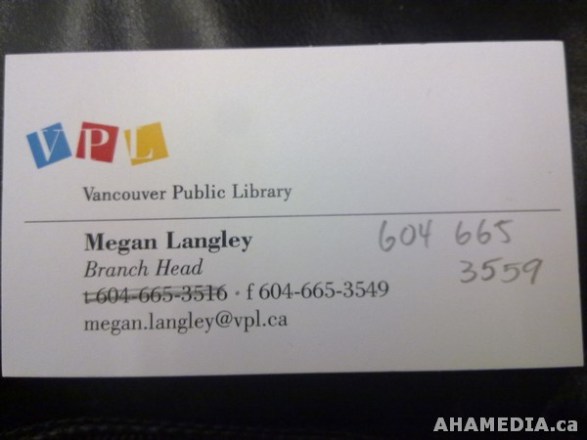 VPL
Vancouver Public Library
Megan Langley
Branch Head
t 604-665-3516 · f 604-665-3549
megan.langley@vpl.ca
604 665
3559
AHAMEDIA.ca